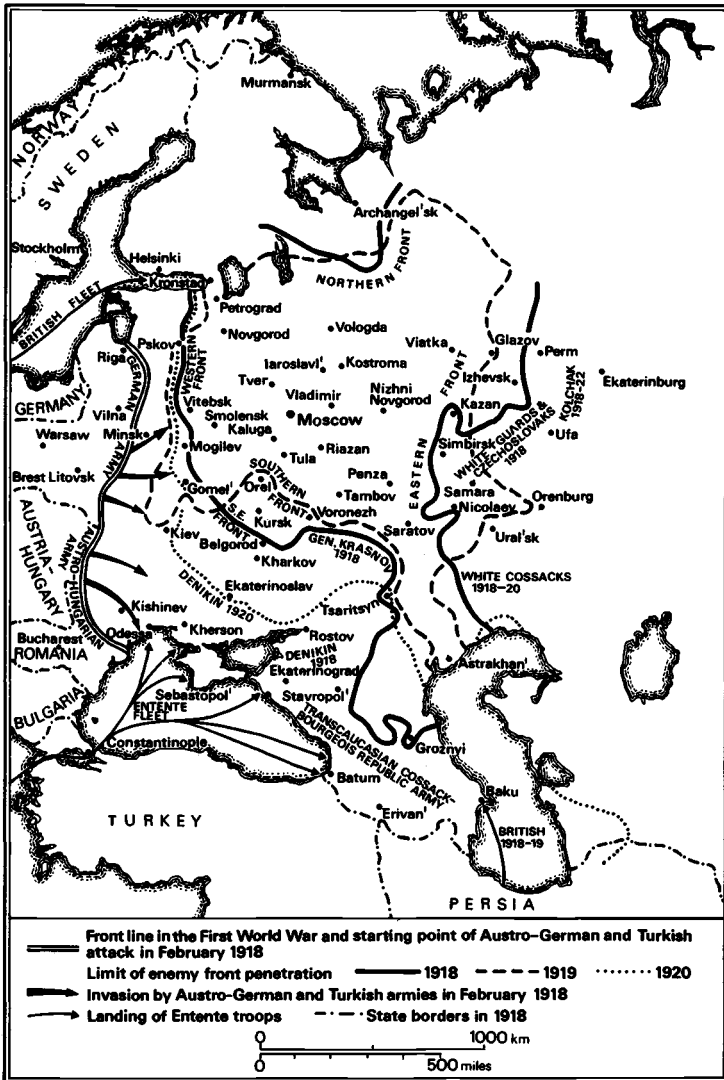 Murmansk
NORWAY
SWEDEN
Archangel'sk
Stockholm
Helsinki
Kronstad
NORTHERN FRONT
BRITISH FLEET
Petrograd
Novgorod
Vologda
Viatka
Glazov
Perm
Riga
Pskov
Iaroslavl'
Kostroma
Ekaterinburg
GERMAN ARMY
WESTERN FRONT
Tver
Izhevsk
KOLCHAK 1918-22
GERMANY
Vitebsk
Vladimir
Nizhni
Novgorod
EASTERN FRONT
Kazan
Vilna
Smolensk
Moscow
Warsaw
Minsk
Kaluga
Riazan
Simbirsk
WHITE GUARDS &
CZECHOSLOVAKS
1918
Ufa
Mogilev
Tula
Brest Litovsk
SOUTHERN FRONT
Penza
Samara
Gomel'
Orel
Tambov
Nicolaev
Orenburg
AUSTRIA-
HUNGARY
S.E.
FRONT
Kursk
Voronezh
Saratov
Kiev
Belgorod
GEN. KRASNOV
1918
Ural'sk
AUSTRO-HUNGARIAN
ARMY
Kharkov
DENIKIN 1920
Ekaterinoslav
WHITE COSSACKS
1918-20
Kishinev
Tsaritsyn
Bucharest
ROMANIA
Odessa
Kherson
Rostov
DENIKIN
1918
Astrakhan'
Ekaterinograd
BULGARIA
Sebastopol'
Stavropol'
ENTENTE
FLEET
TRANSCAUCASIAN COSSACK-
BOURGEOIS REPUBLIC ARMY
Constantinople
Groznyi
Batum
Baku
TURKEY
Erivan'
BRITISH
1918-19
PERSIA
Front line in the First World War and starting point of Austro-German and Turkish
attack in February 1918
Limit of enemy front penetration 1918 1919 1920
Invasion by Austro-German and Turkish armies in February 1918
Landing of Entente troops State borders in 1918
0 1000 km
0 500 miles